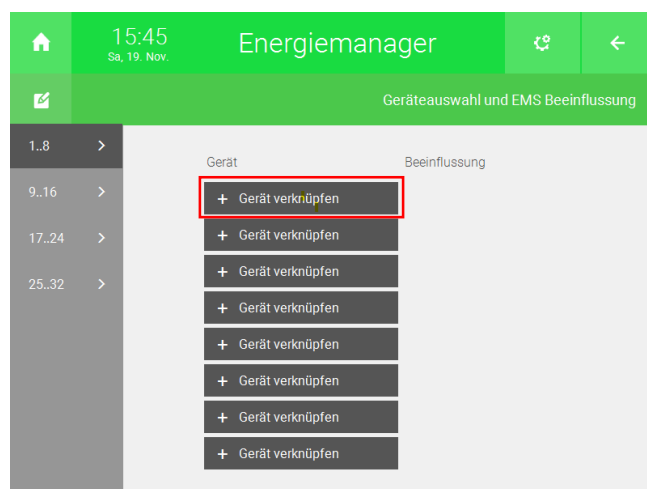 15:45
Sa, 19. Nov.
Energiemanager
Geräteauswahl und EMS Beeinflussung
1..8
9..16
17..24
25..32
Gerät
Beeinflussung
+ Gerät verknüpfen
+ Gerät verknüpfen
+ Gerät verknüpfen
+ Gerät verknüpfen
+ Gerät verknüpfen
+ Gerät verknüpfen
+ Gerät verknüpfen
+ Gerät verknüpfen